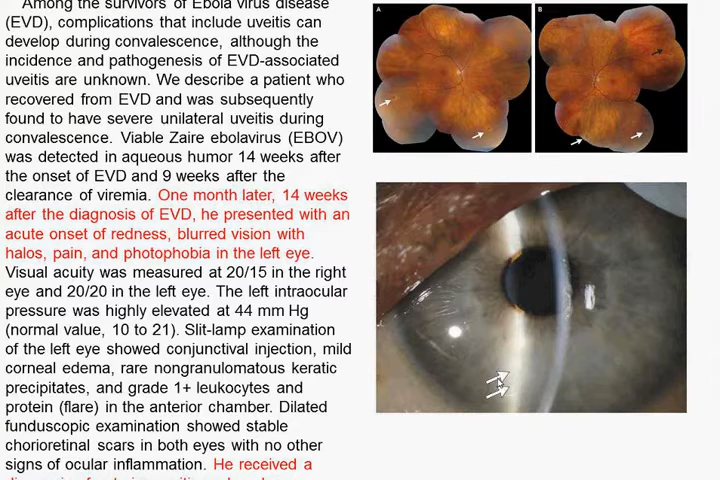 Among the survivors of Ebola virus disease
(EVD), complications that include uveitis can
develop during convalescence, although the
incidence and pathogenesis of EVD-associated
uveitis are unknown. We describe a patient who
recovered from EVD and was subsequently
found to have severe unilateral uveitis during
convalescence. Viable Zaire ebolavirus (EBOV)
was detected in aqueous humor 14 weeks after
the onset of EVD and 9 weeks after the
clearance of viremia. One month later, 14 weeks
after the diagnosis of EVD, he presented with an
acute onset of redness, blurred vision with
halos, pain, and photophobia in the left eye.
Visual acuity was measured at 20/15 in the right
eye and 20/20 in the left eye. The left intraocular
pressure was highly elevated at 44 mm Hg
(normal value, 10 to 21). Slit-lamp examination
of the left eye showed conjunctival injection, mild
corneal edema, rare nongranulomatous keratic
precipitates, and grade 1+ leukocytes and
protein (flare) in the anterior chamber. Dilated
funduscopic examination showed stable
chorioretinal scars in both eyes with no other
signs of ocular inflammation. He received a
A
B